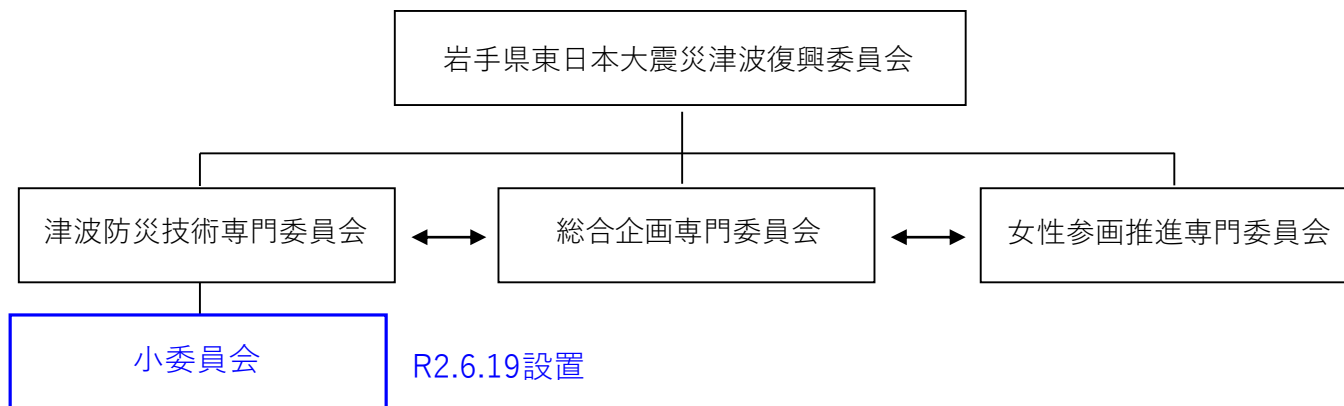 岩手県東日本大震災津波復興委員会
津波防災技術専門委員会
総合企画専門委員会
女性参画推進専門委員会
小委員会
R2.6.19設置